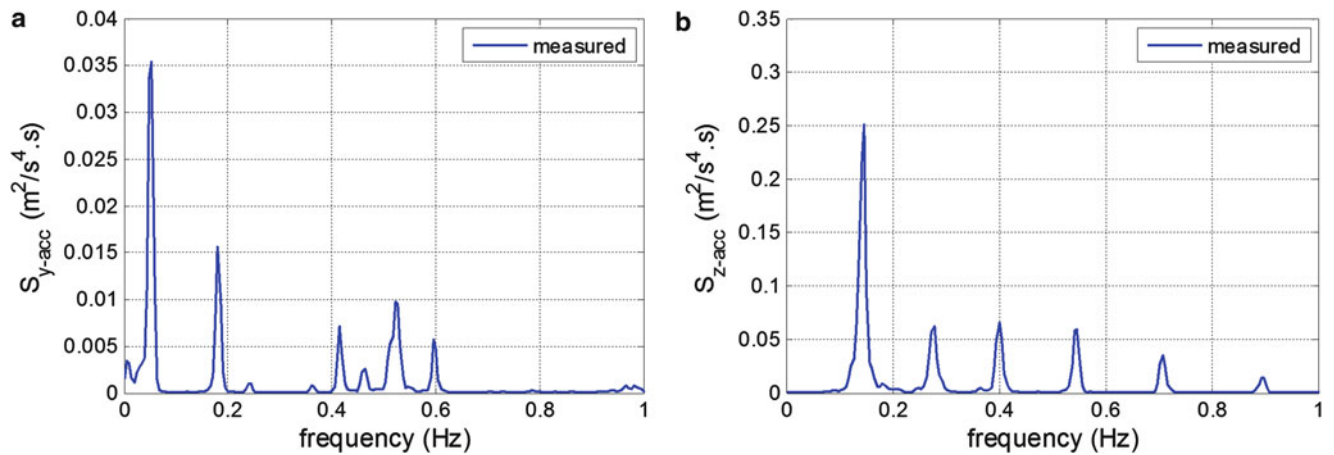 a
measured
0.04
0.035
0.03
0.025
0.02
0.015
0.01
0.005
0
S_y-acc (m²/s⁴.s)
0 0.2 0.4 0.6 0.8 1
frequency (Hz)
b
measured
0.35
0.3
0.25
0.2
0.15
0.1
0.05
0
S_z-acc (m²/s⁴.s)
0 0.2 0.4 0.6 0.8 1
frequency (Hz)